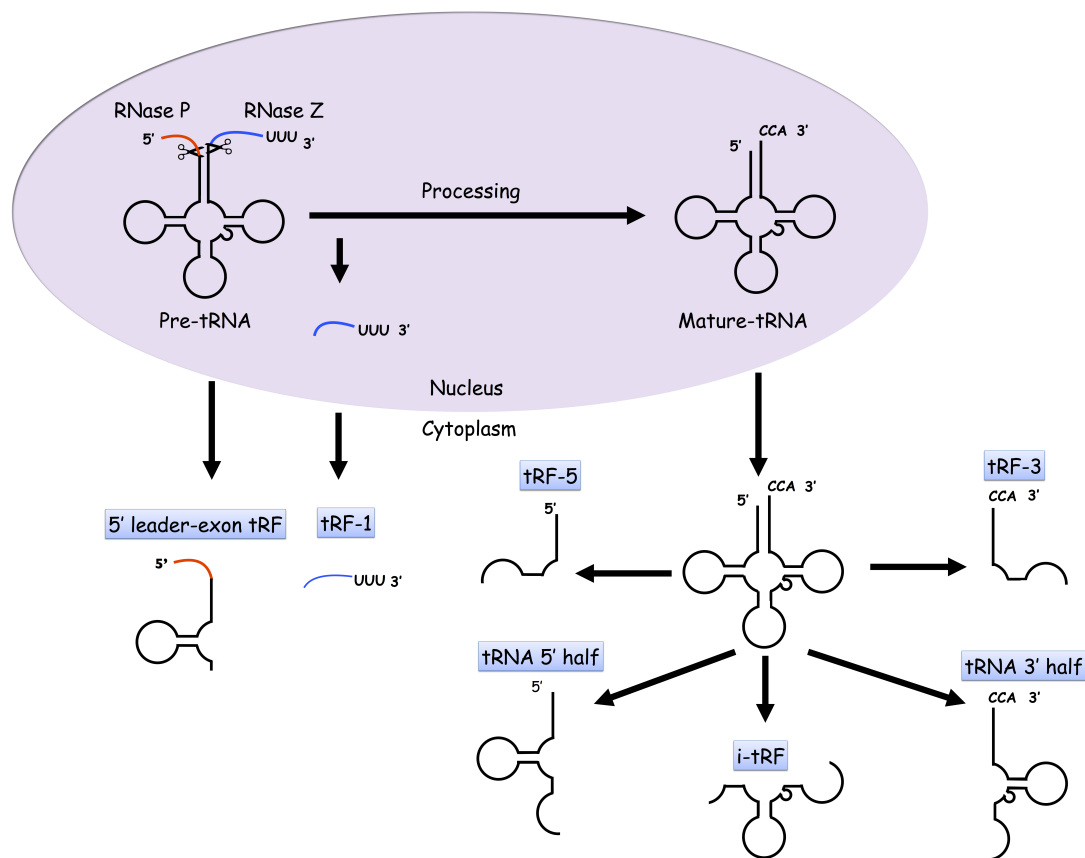 RNase P
RNase Z
5'
UUU 3'
CCA 3'
5'
Processing
Pre-tRNA
UUU 3'
Mature-tRNA
Nucleus
Cytoplasm
tRF-5
tRF-3
5'
CCA 3'
5'
CCA 3'
5' leader-exon tRF
tRF-1
5'
UUU 3'
tRNA 5' half
tRNA 3' half
5'
CCA 3'
i-tRF